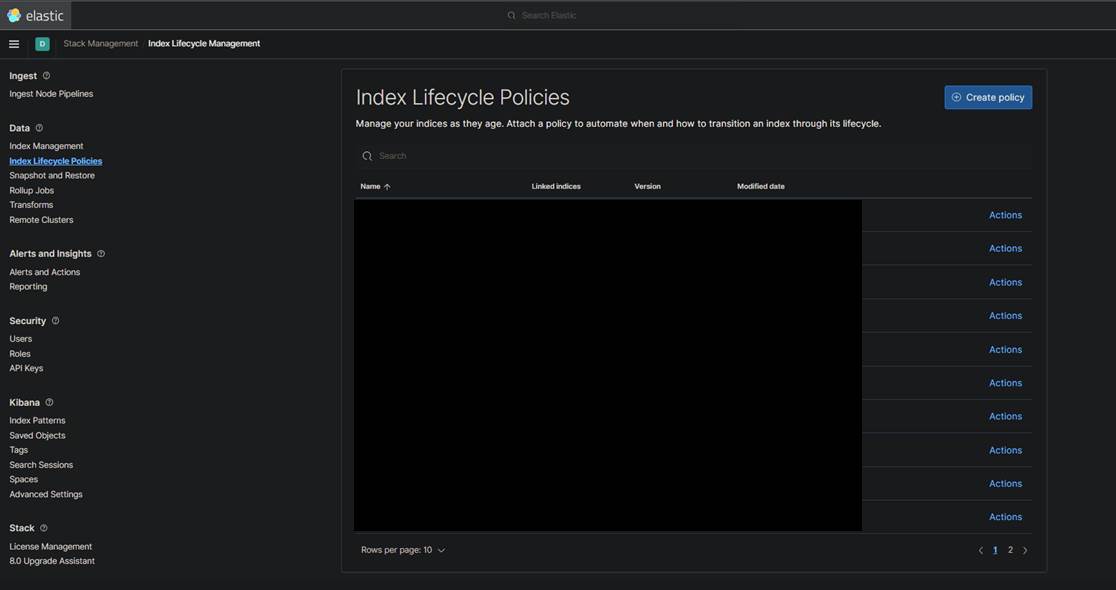 elastic
Search Elastic
D
Stack Management / Index Lifecycle Management
Ingest
Ingest Node Pipelines
Data
Index Management
Index Lifecycle Policies
Snapshot and Restore
Rollup Jobs
Transforms
Remote Clusters
Alerts and Insights
Alerts and Actions
Reporting
Security
Users
Roles
API Keys
Kibana
Index Patterns
Saved Objects
Tags
Search Sessions
Spaces
Advanced Settings
Stack
License Management
8.0 Upgrade Assistant
Index Lifecycle Policies
Create policy
Manage your indices as they age. Attach a policy to automate when and how to transition an index through its lifecycle.
Search
Name Linked indices Version Modified date
Actions
Actions
Actions
Actions
Actions
Actions
Actions
Actions
Actions
Actions
Rows per page: 10
1 2